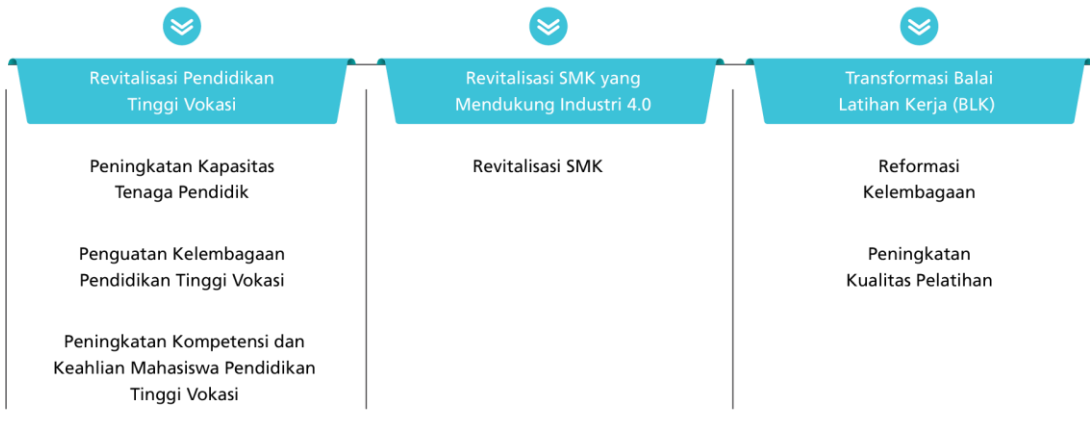 Revitalisasi Pendidikan
Tinggi Vokasi
Peningkatan Kapasitas
Tenaga Pendidik
Penguatan Kelembagaan
Pendidikan Tinggi Vokasi
Peningkatan Kompetensi dan
Keahlian Mahasiswa Pendidikan
Tinggi Vokasi
Revitalisasi SMK yang
Mendukung Industri 4.0
Revitalisasi SMK
Transformasi Balai
Latihan Kerja (BLK)
Reformasi
Kelembagaan
Peningkatan
Kualitas Pelatihan